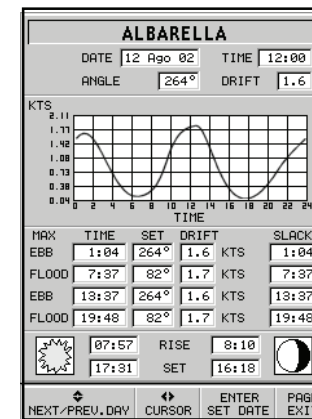 ALBARELLA
DATE 12 Ago 02 TIME 12:00
ANGLE 264° DRIFT 1.6
KTS
2.11
1.77
1.42
1.08
0.73
0.38
0.04
0 2 4 6 8 10 12 14 16 18 20 22 24
TIME
MAX TIME SET DRIFT SLACK
EBB 1:04 264° 1.6 KTS 1:04
FLOOD 7:37 82° 1.7 KTS 7:37
EBB 13:37 264° 1.6 KTS 13:37
FLOOD 19:48 82° 1.7 KTS 19:48
07:57 RISE 8:10
17:31 SET 16:18
NEXT/PREV.DAY CURSOR ENTER PAG
SET DATE EXI